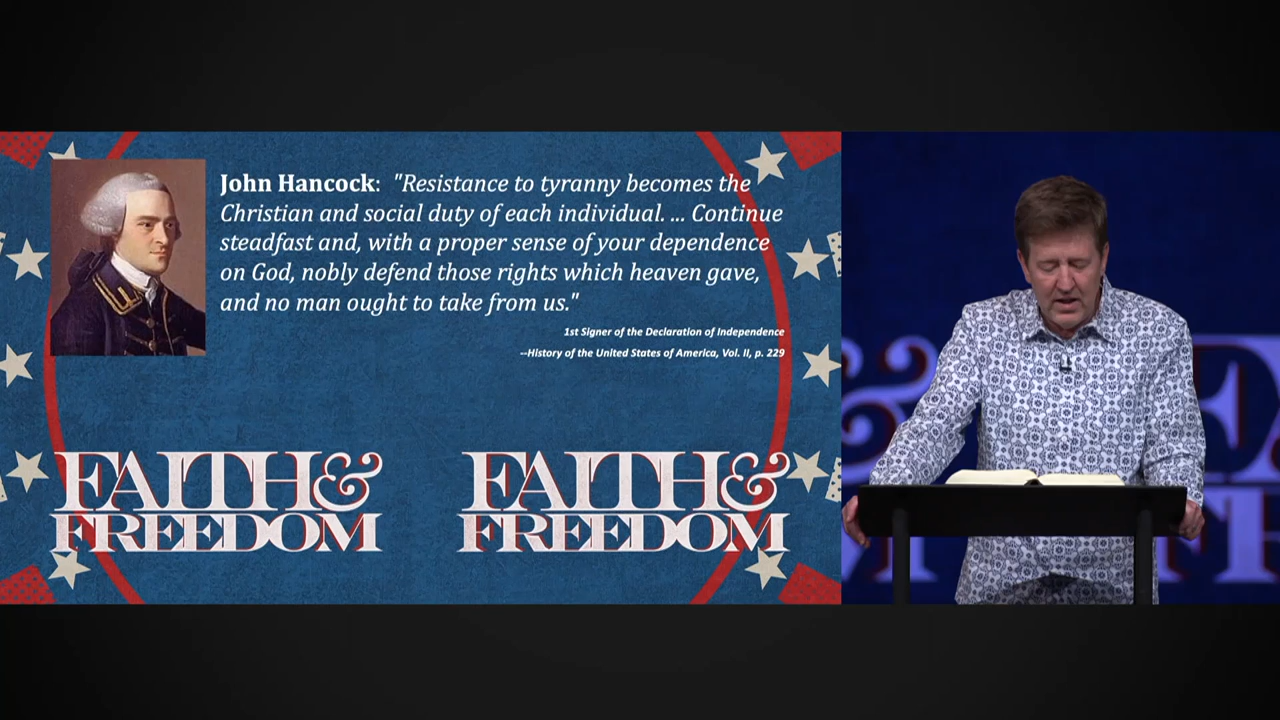 John Hancock: "Resistance to tyranny becomes the
Christian and social duty of each individual. ... Continue
steadfast and, with a proper sense of your dependence
on God, nobly defend those rights which heaven gave,
and no man ought to take from us."
1st Signer of the Declaration of Independence
--History of the United States of America, Vol. II, p. 229
FAITH&
FREEDOM
FAITH&
FREEDOM